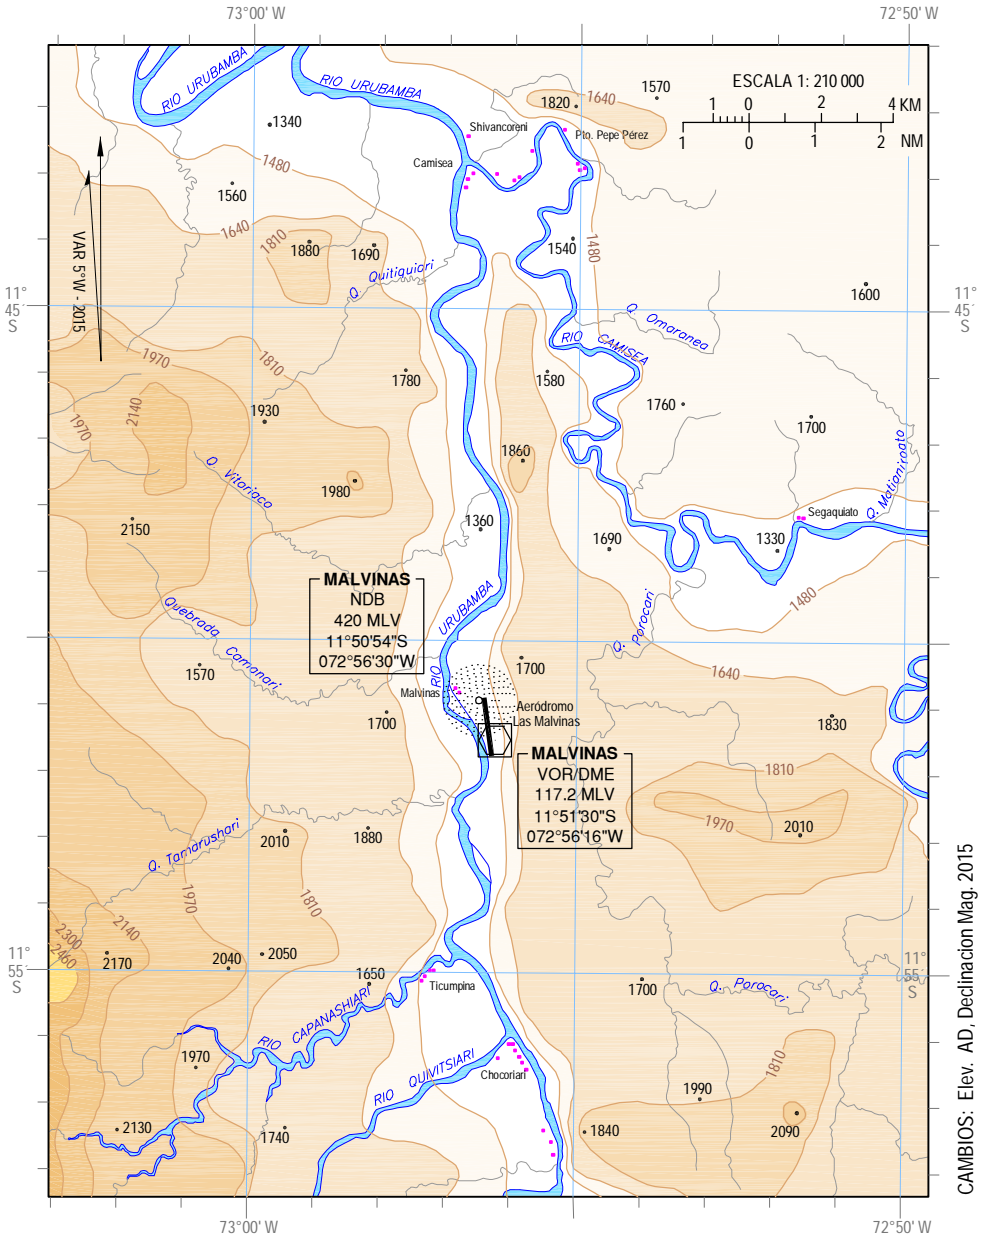 73°00' W
72°50' W
RIO URUBAMBA
RIO URUBAMBA
ESCALA 1: 210 000
1 0 2 4 KM
1 0 1 2 NM
1570
1640
1820
1340
Shivancoreni
Pto. Pepe Pérez
Camisea
1480
1560
1640
1810
1880
1690
Q. Quitiquiari
1540
1480
VAR 5°W - 2015
11°
45'
S
11°
45'
S
1600
Q. Omaranea
RIO CAMISEA
1970
1810
1780
1580
2140
1930
1760
1970
1700
1860
Q. Vitoriaco
1980
Q. Matianiroato
2150
1360
Segaquiato
1690
1330
1480
MALVINAS
NDB
420 MLV
11°50'54"S
072°56'30"W
RIO URUBAMBA
Quebrada Camanari
Q. Porocari
1570
1700
1640
Malvinas
1700
Aeródromo
Las Malvinas
1830
MALVINAS
VOR/DME
117.2 MLV
11°51'30"S
072°56'16"W
1810
1970
2010
Q. Tamarushari
2010
1880
1970
1810
2300
2140
2460
2170
2040
2050
11°
55'
S
11°
55'
S
1650
Ticumpina
1700
Q. Porocari
RIO CAPANASHIARI
1970
RIO QUIVITSIARI
Chocoriari
1810
1990
2130
1740
1840
2090
CAMBIOS: Elev. AD, Declinacion Mag. 2015
73°00' W
72°50' W